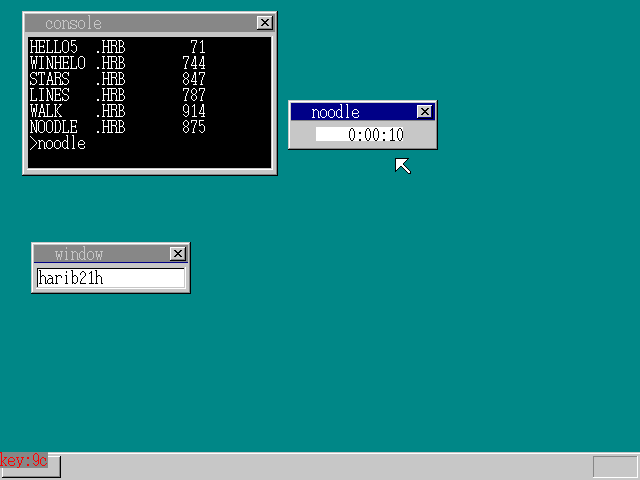 console
HELLO5 .HRB 71
WINHELO .HRB 744
STARS .HRB 847
LINES .HRB 787
WALK .HRB 914
NOODLE .HRB 875
>noodle
noodle
0:00:10
window
harib21h
key:9c